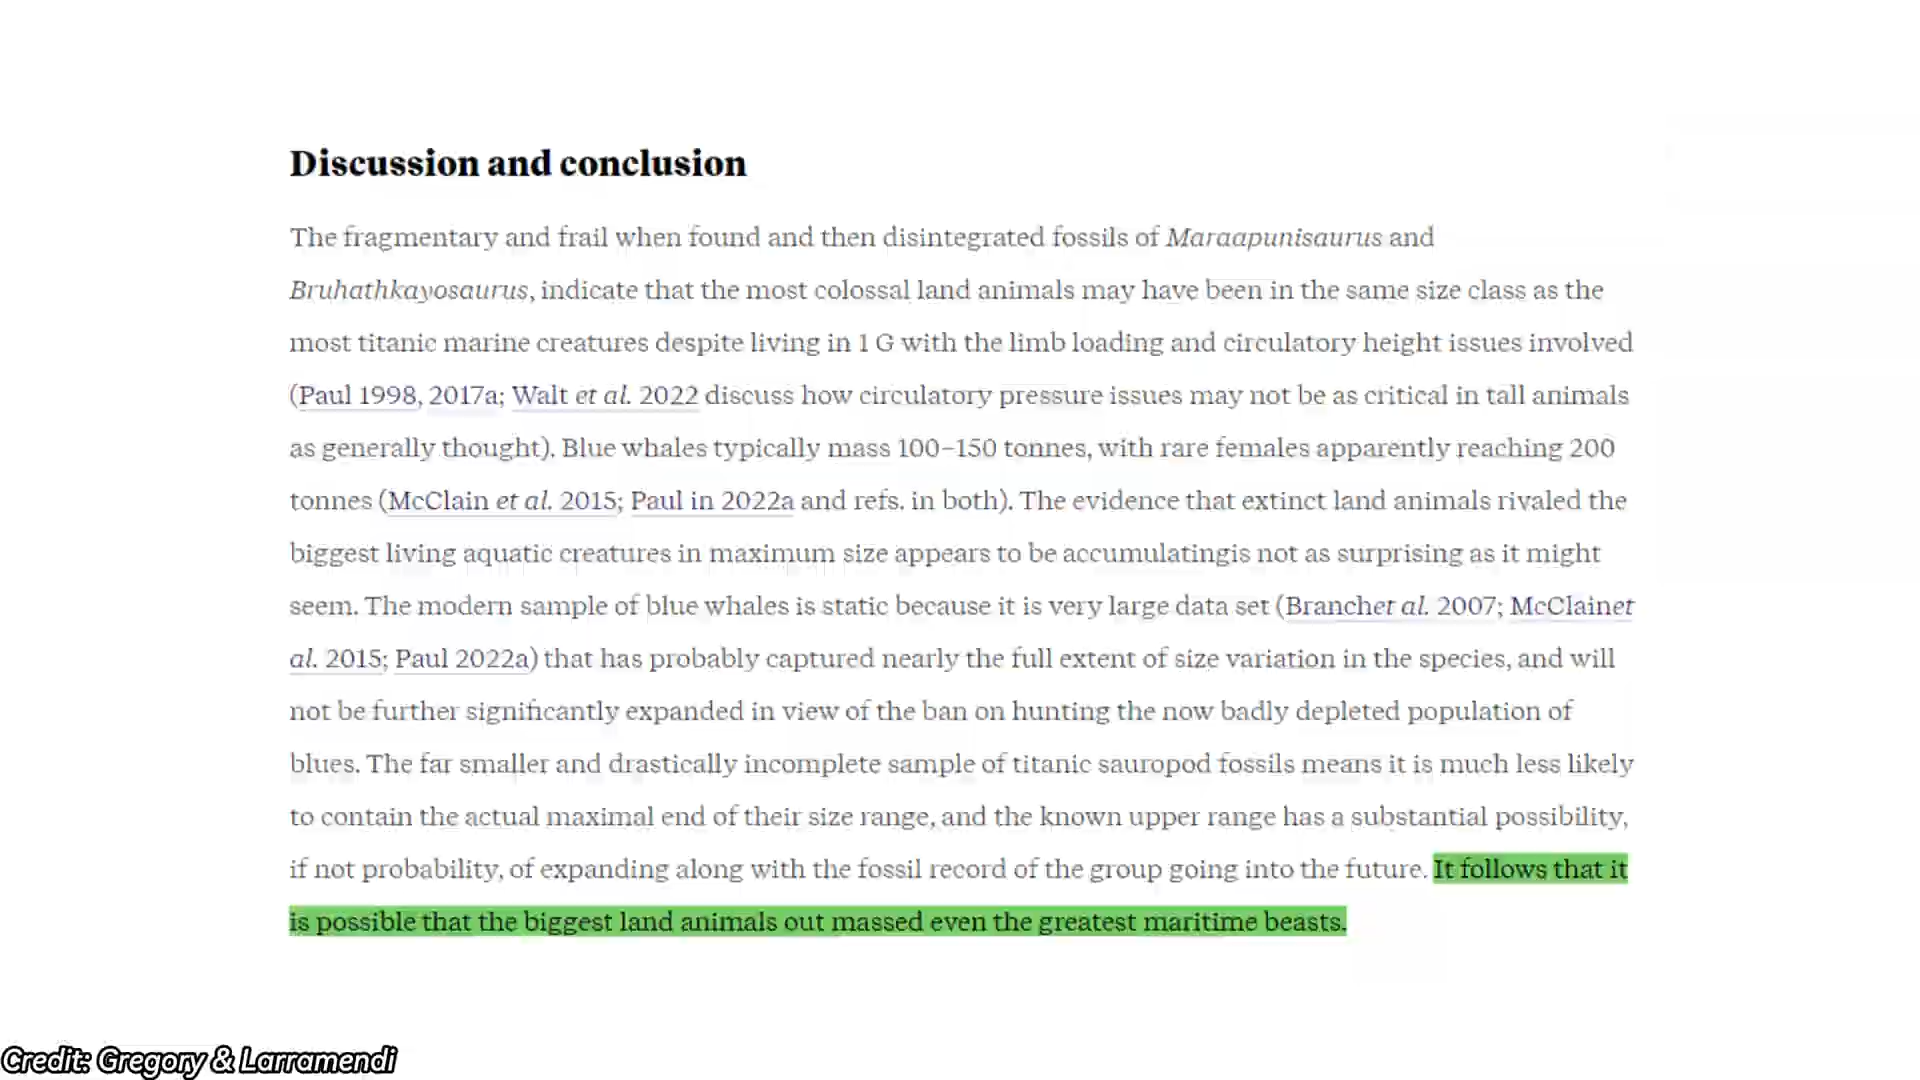 Discussion and conclusion
The fragmentary and frail when found and then disintegrated fossils of Maraapunisaurus and
Bruhathkayosaurus, indicate that the most colossal land animals may have been in the same size class as the
most titanic marine creatures despite living in 1 G with the limb loading and circulatory height issues involved
(Paul 1998, 2017a; Walt et al. 2022 discuss how circulatory pressure issues may not be as critical in tall animals
as generally thought). Blue whales typically mass 100–150 tonnes, with rare females apparently reaching 200
tonnes (McClain et al. 2015; Paul in 2022a and refs. in both). The evidence that extinct land animals rivaled the
biggest living aquatic creatures in maximum size appears to be accumulatingis not as surprising as it might
seem. The modern sample of blue whales is static because it is very large data set (Branchet al. 2007; McClainet
al. 2015; Paul 2022a) that has probably captured nearly the full extent of size variation in the species, and will
not be further significantly expanded in view of the ban on hunting the now badly depleted population of
blues. The far smaller and drastically incomplete sample of titanic sauropod fossils means it is much less likely
to contain the actual maximal end of their size range, and the known upper range has a substantial possibility,
if not probability, of expanding along with the fossil record of the group going into the future. It follows that it
is possible that the biggest land animals out massed even the greatest maritime beasts.
Credit: Gregory & Larramendi